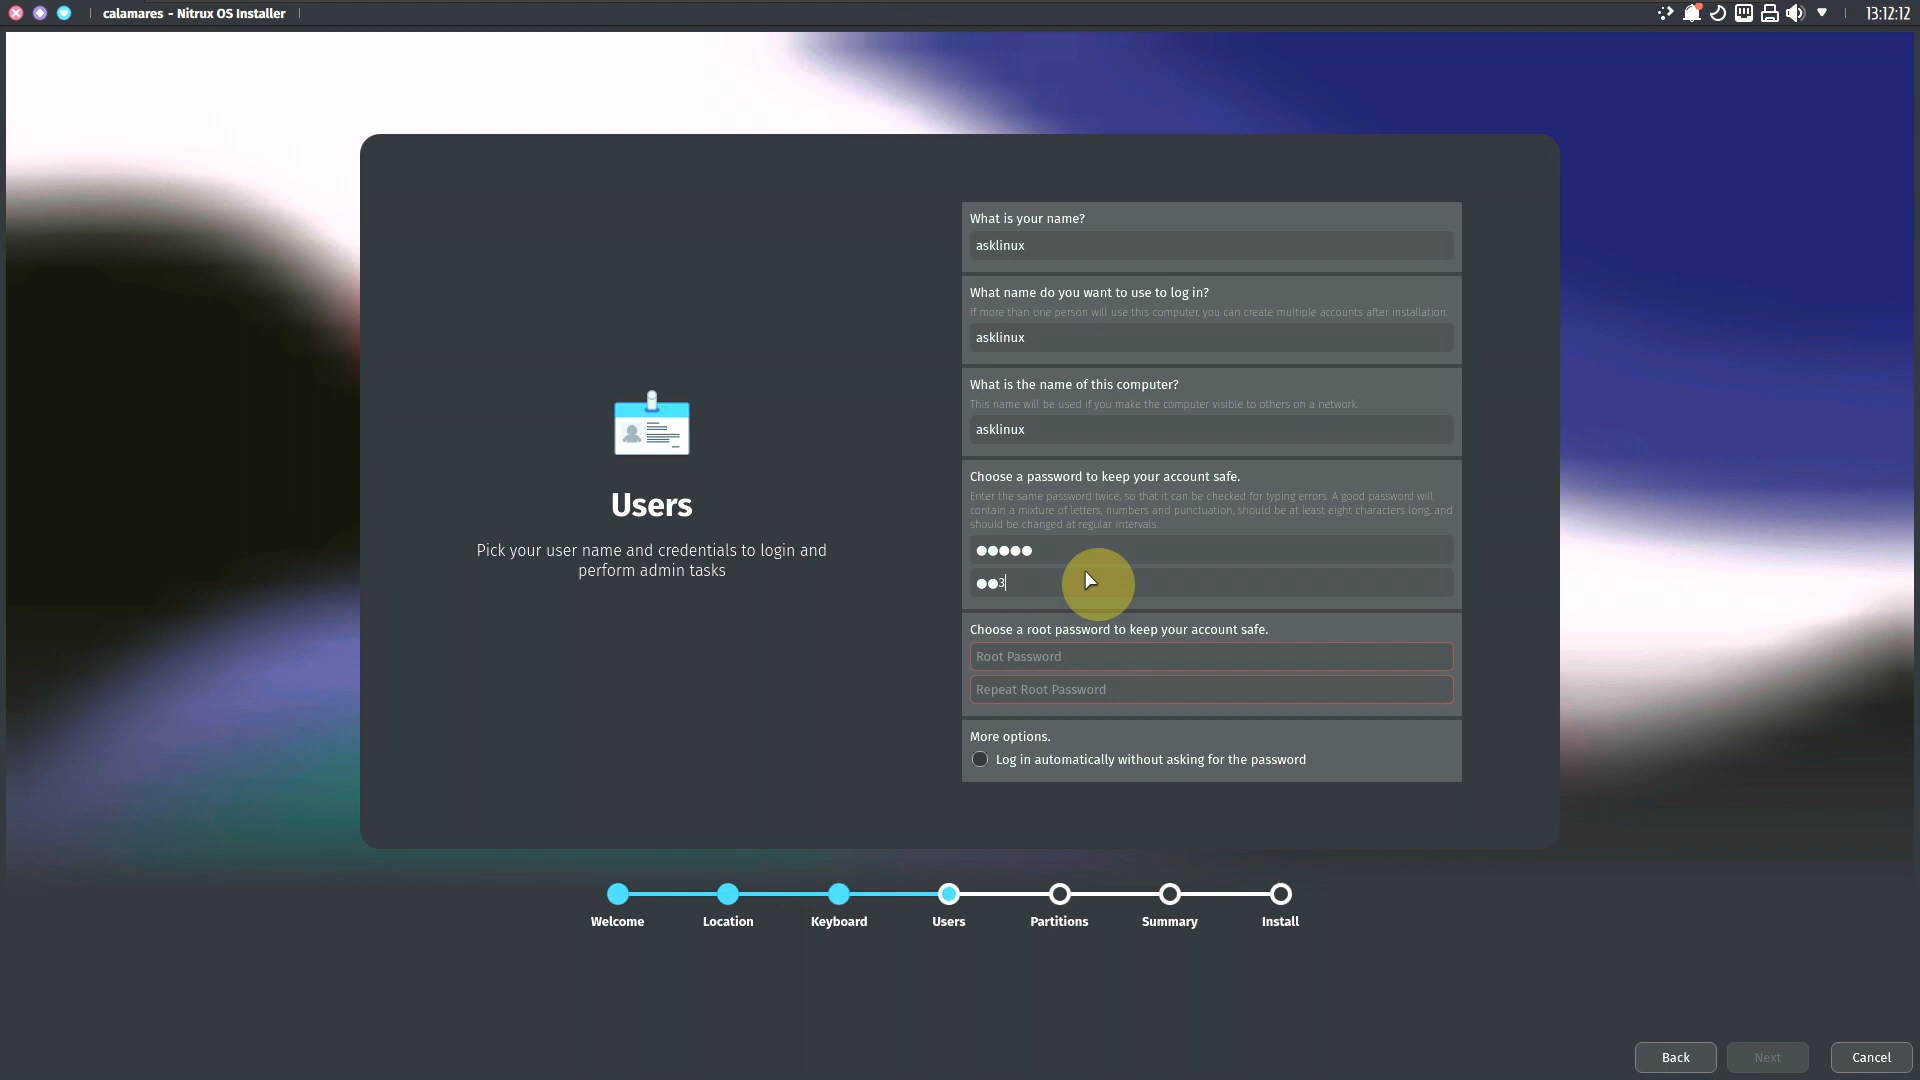 calamares - Nitrux OS Installer
13:12:12
What is your name?
asklinux
What name do you want to use to log in?
If more than one person will use this computer, you can create multiple accounts after installation.
asklinux
What is the name of this computer?
This name will be used if you make the computer visible to others on a network.
asklinux
Choose a password to keep your account safe.
Enter the same password twice, so that it can be checked for typing errors. A good password will
contain a mixture of letters, numbers and punctuation, should be at least eight characters long, and
should be changed at regular intervals.
●●●●●
●●3
Choose a root password to keep your account safe.
Root Password
Repeat Root Password
More options.
Log in automatically without asking for the password
Users
Pick your user name and credentials to login and
perform admin tasks
Welcome
Location
Keyboard
Users
Partitions
Summary
Install
Back
Next
Cancel